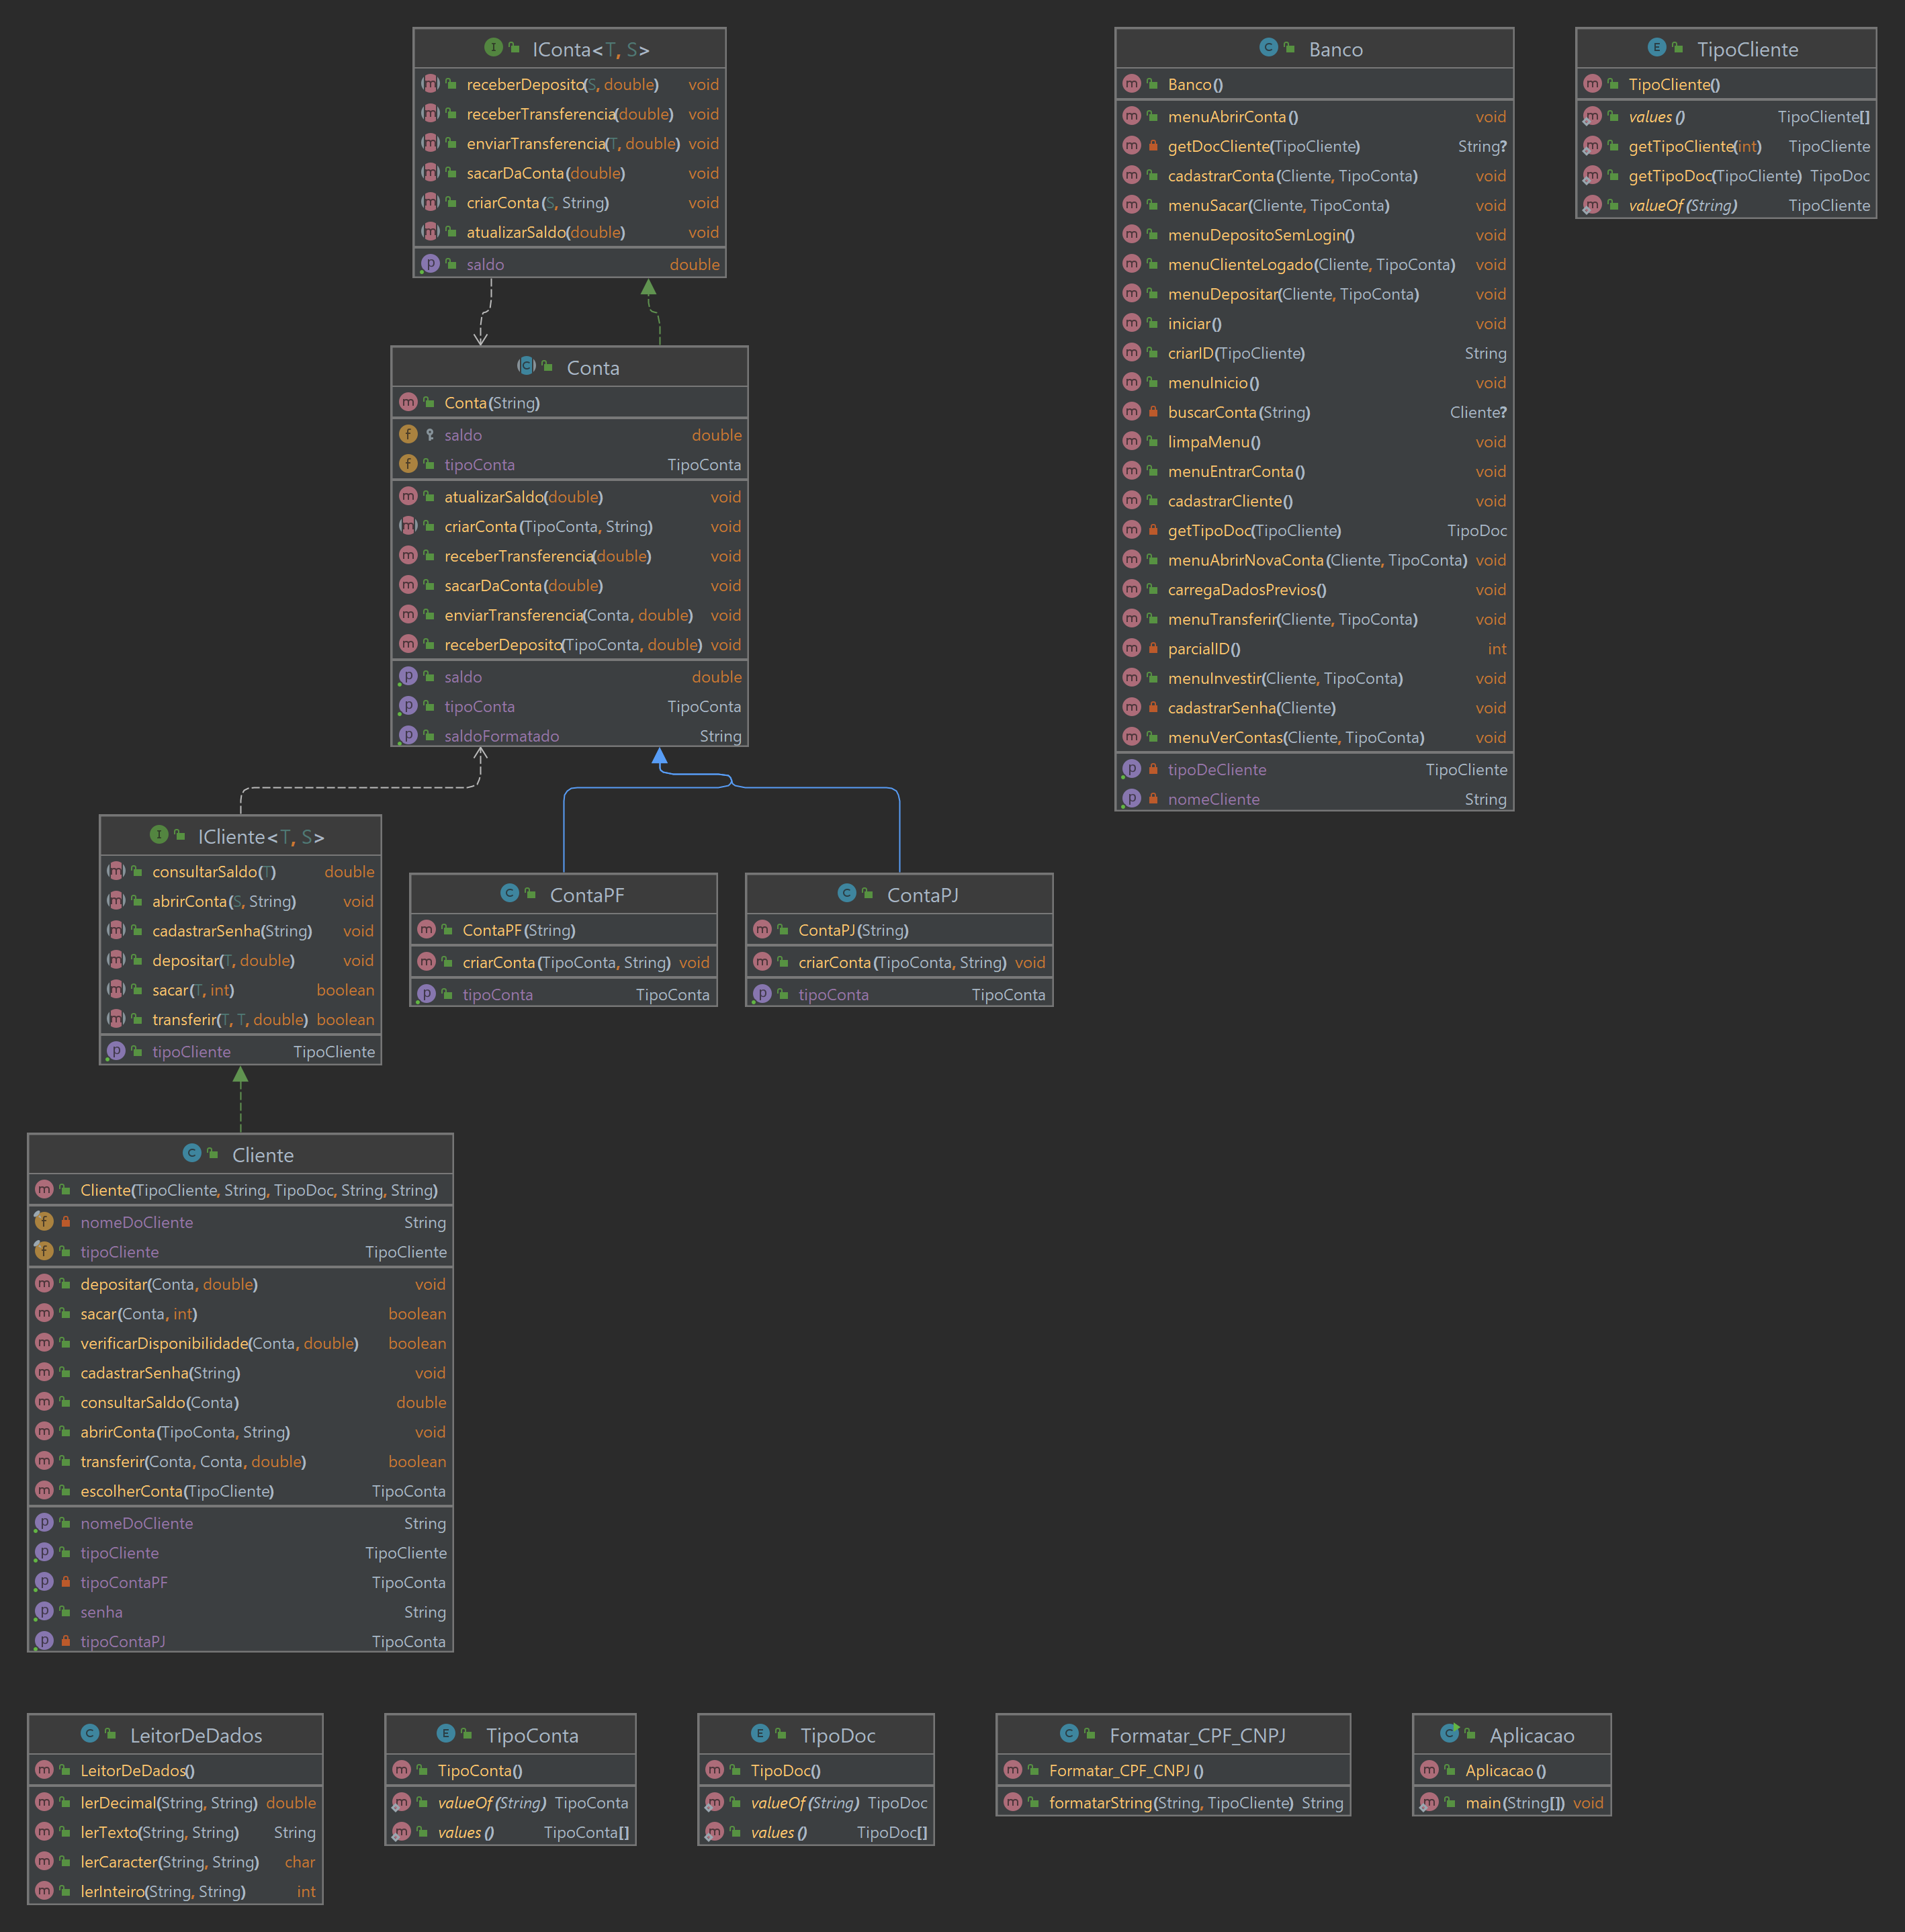 IConta<T, S>
receberDeposito(S, double) void
receberTransferencia(double) void
enviarTransferencia(T, double) void
sacarDaConta(double) void
criarConta(S, String) void
atualizarSaldo(double) void
saldo double
Banco
Banco()
menuAbrirConta() void
getDocCliente(TipoCliente) String?
cadastrarConta(Cliente, TipoConta) void
menuSacar(Cliente, TipoConta) void
menuDepositoSemLogin() void
menuClienteLogado(Cliente, TipoConta) void
menuDepositar(Cliente, TipoConta) void
iniciar() void
criarID(TipoCliente) String
menuInicio() void
buscarConta(String) Cliente?
limpaMenu() void
menuEntrarConta() void
cadastrarCliente() void
getTipoDoc(TipoCliente) TipoDoc
menuAbrirNovaConta(Cliente, TipoConta) void
carregaDadosPrevios() void
menuTransferir(Cliente, TipoConta) void
parcialID() int
menuInvestir(Cliente, TipoConta) void
cadastrarSenha(Cliente) void
menuVerContas(Cliente, TipoConta) void
tipoDeCliente TipoCliente
nomeCliente String
TipoCliente
TipoCliente()
values() TipoCliente[]
getTipoCliente(int) TipoCliente
getTipoDoc(TipoCliente) TipoDoc
valueOf(String) TipoCliente
Conta
Conta(String)
saldo double
tipoConta TipoConta
atualizarSaldo(double) void
criarConta(TipoConta, String) void
receberTransferencia(double) void
sacarDaConta(double) void
enviarTransferencia(Conta, double) void
receberDeposito(TipoConta, double) void
saldo double
tipoConta TipoConta
saldoFormatado String
ICliente<T, S>
consultarSaldo(T) double
abrirConta(S, String) void
cadastrarSenha(String) void
depositar(T, double) void
sacar(T, int) boolean
transferir(T, T, double) boolean
tipoCliente TipoCliente
ContaPF
ContaPF(String)
criarConta(TipoConta, String) void
tipoConta TipoConta
ContaPJ
ContaPJ(String)
criarConta(TipoConta, String) void
tipoConta TipoConta
Cliente
Cliente(TipoCliente, String, TipoDoc, String, String)
nomeDoCliente String
tipoCliente TipoCliente
depositar(Conta, double) void
sacar(Conta, int) boolean
verificarDisponibilidade(Conta, double) boolean
cadastrarSenha(String) void
consultarSaldo(Conta) double
abrirConta(TipoConta, String) void
transferir(Conta, Conta, double) boolean
escolherConta(TipoCliente) TipoConta
nomeDoCliente String
tipoCliente TipoCliente
tipoContaPF TipoConta
senha String
tipoContaPJ TipoConta
LeitorDeDados
LeitorDeDados()
lerDecimal(String, String) double
lerTexto(String, String) String
lerCaracter(String, String) char
lerInteiro(String, String) int
TipoConta
TipoConta()
valueOf(String) TipoConta
values() TipoConta[]
TipoDoc
TipoDoc()
valueOf(String) TipoDoc
values() TipoDoc[]
Formatar_CPF_CNPJ
Formatar_CPF_CNPJ()
formatarString(String, TipoCliente) String
Aplicacao
Aplicacao()
main(String[]) void